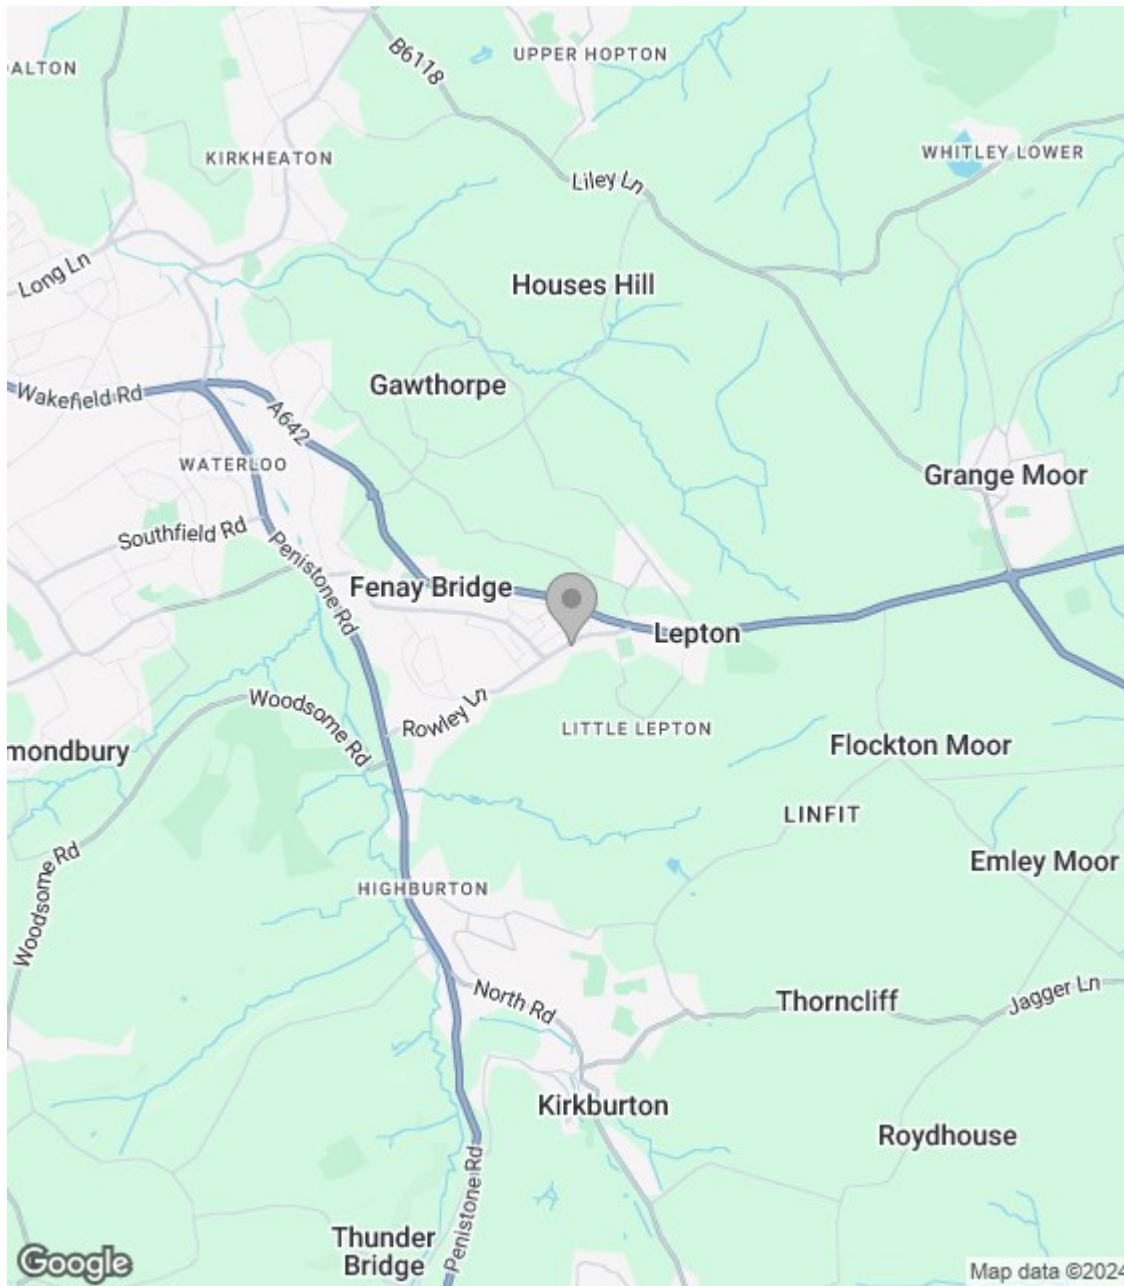 UPPER HOPTON
B6118
ALTON
WHITLEY LOWER
KIRKHEATON
Liley Ln
Long Ln
Houses Hill
Gawthorpe
Wakefield Rd
A642
WATERLOO
Grange Moor
Southfield Rd
Penistone Rd
Fenay Bridge
Lepton
Woodsome Rd
Rowley Ln
LITTLE LEPTON
mondbury
Flockton Moor
LINFIT
Emley Moor
Woodsome Rd
HIGHBURTON
North Rd
Thorncliff
Jagger Ln
Kirkburton
Roydhouse
Penistone Rd
Thunder
Bridge
Google
Map data ©2024